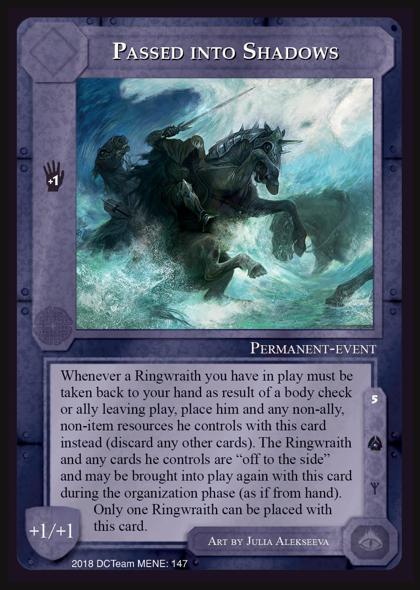 Passed into Shadows
+1
Permanent-event
Whenever a Ringwraith you have in play must be
taken back to your hand as result of a body check
or ally leaving play, place him and any non-ally,
non-item resources he controls with this card
instead (discard any other cards). The Ringwraith
and any cards he controls are “off to the side”
and may be brought into play again with this card
during the organization phase (as if from hand).
Only one Ringwraith can be placed with
this card.
5
+1/+1
Art by Julia Alekseeva
2018 DCTeam MENE: 147